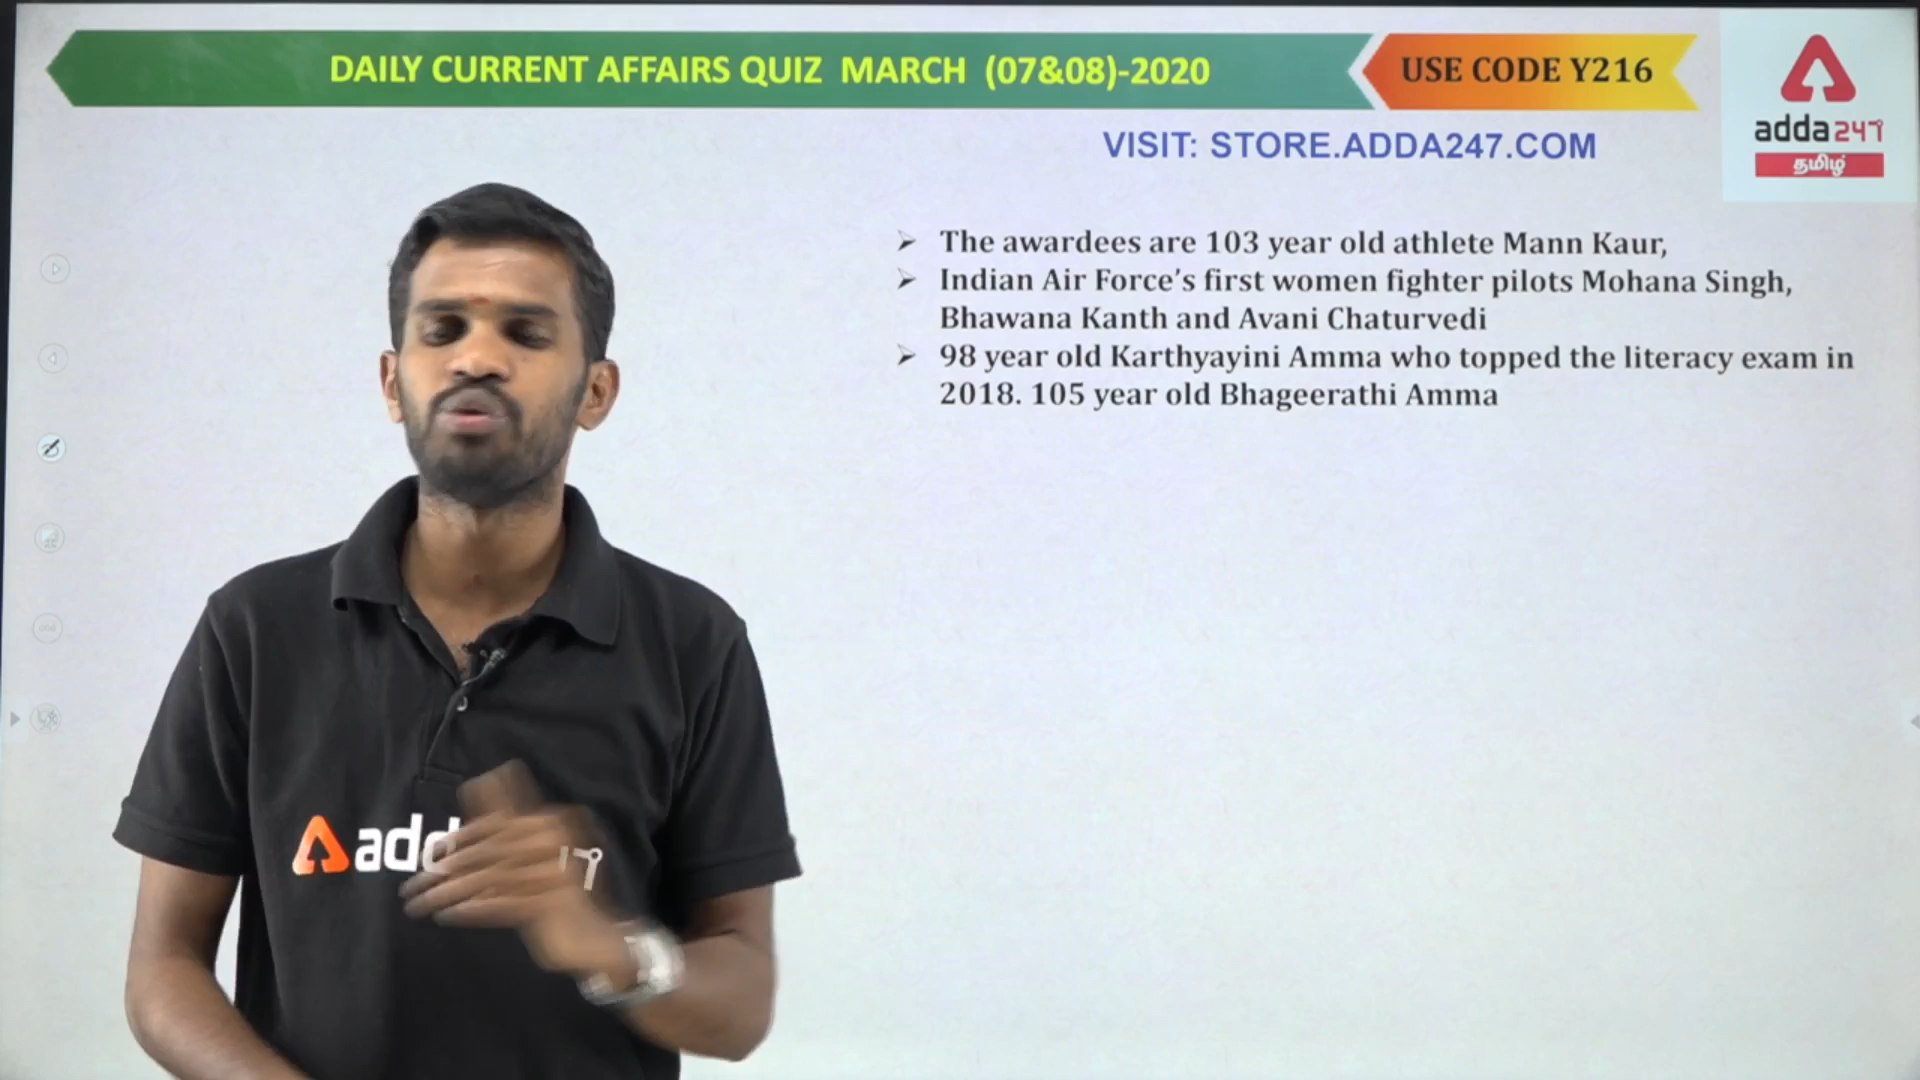 DAILY CURRENT AFFAIRS QUIZ MARCH (07&08)-2020
USE CODE Y216
adda247
தமிழ்
VISIT: STORE.ADDA247.COM
➢ The awardees are 103 year old athlete Mann Kaur,
➢ Indian Air Force's first women fighter pilots Mohana Singh,
Bhawana Kanth and Avani Chaturvedi
➢ 98 year old Karthyayini Amma who topped the literacy exam in
2018. 105 year old Bhageerathi Amma